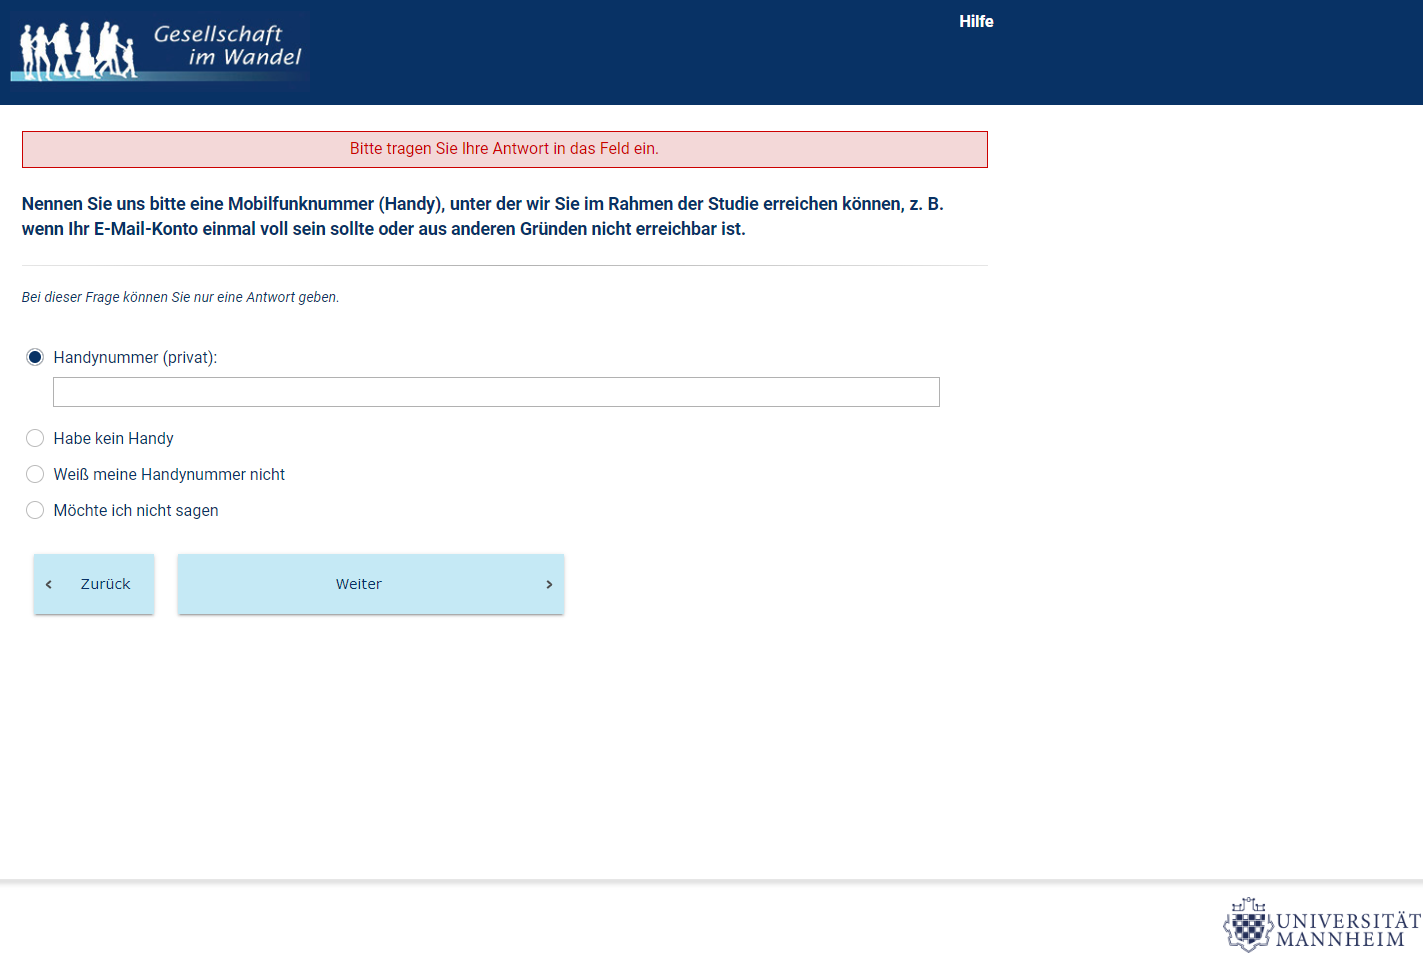 Gesellschaft
im Wandel
Hilfe
Bitte tragen Sie Ihre Antwort in das Feld ein.
Nennen Sie uns bitte eine Mobilfunknummer (Handy), unter der wir Sie im Rahmen der Studie erreichen können, z. B.
wenn Ihr E-Mail-Konto einmal voll sein sollte oder aus anderen Gründen nicht erreichbar ist.
Bei dieser Frage können Sie nur eine Antwort geben.
Handynummer (privat):
Habe kein Handy
Weiß meine Handynummer nicht
Möchte ich nicht sagen
Zurück
Weiter
UNIVERSITÄT
MANNHEIM